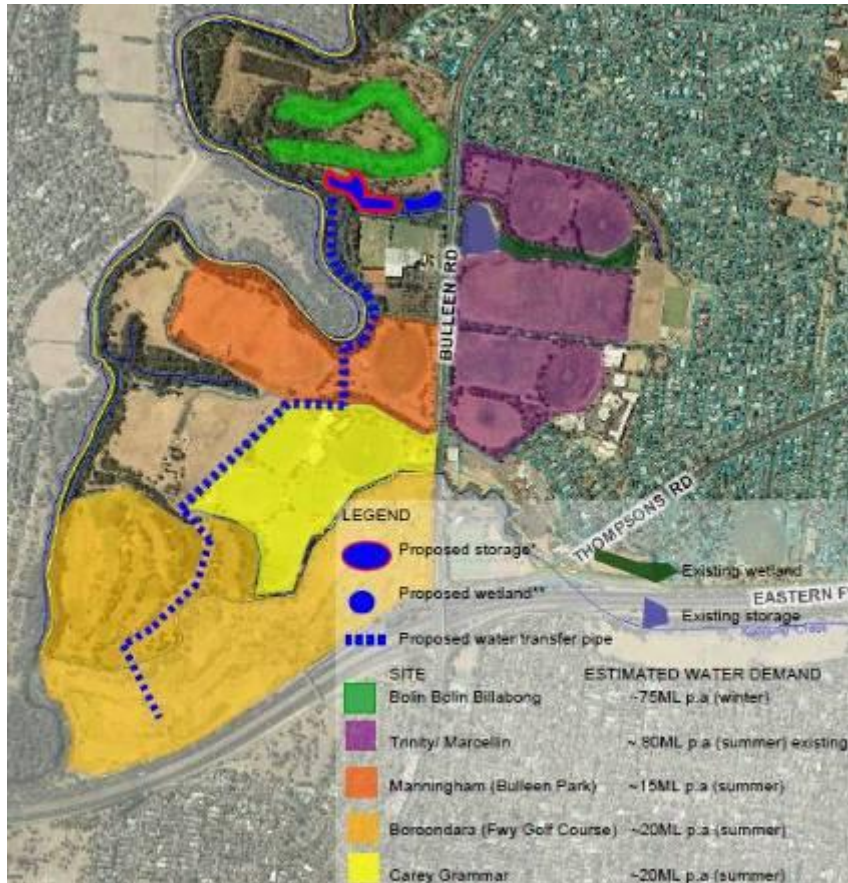 BULLEEN RD
THOMPSONS RD
EASTERN F
LEGEND
Proposed storage*
Proposed wetland**
Proposed water transfer pipe
Existing wetland
Existing storage
SITE ESTIMATED WATER DEMAND
Bolin Bolin Billabong ~75ML p.a (winter)
Trinity/ Marcellin ~ 80ML p.a (summer) existing
Manningham (Bulleen Park) ~15ML p.a (summer)
Boroondara (Fwy Golf Course) ~20ML p.a (summer)
Carey Grammar ~20ML p.a (summer)